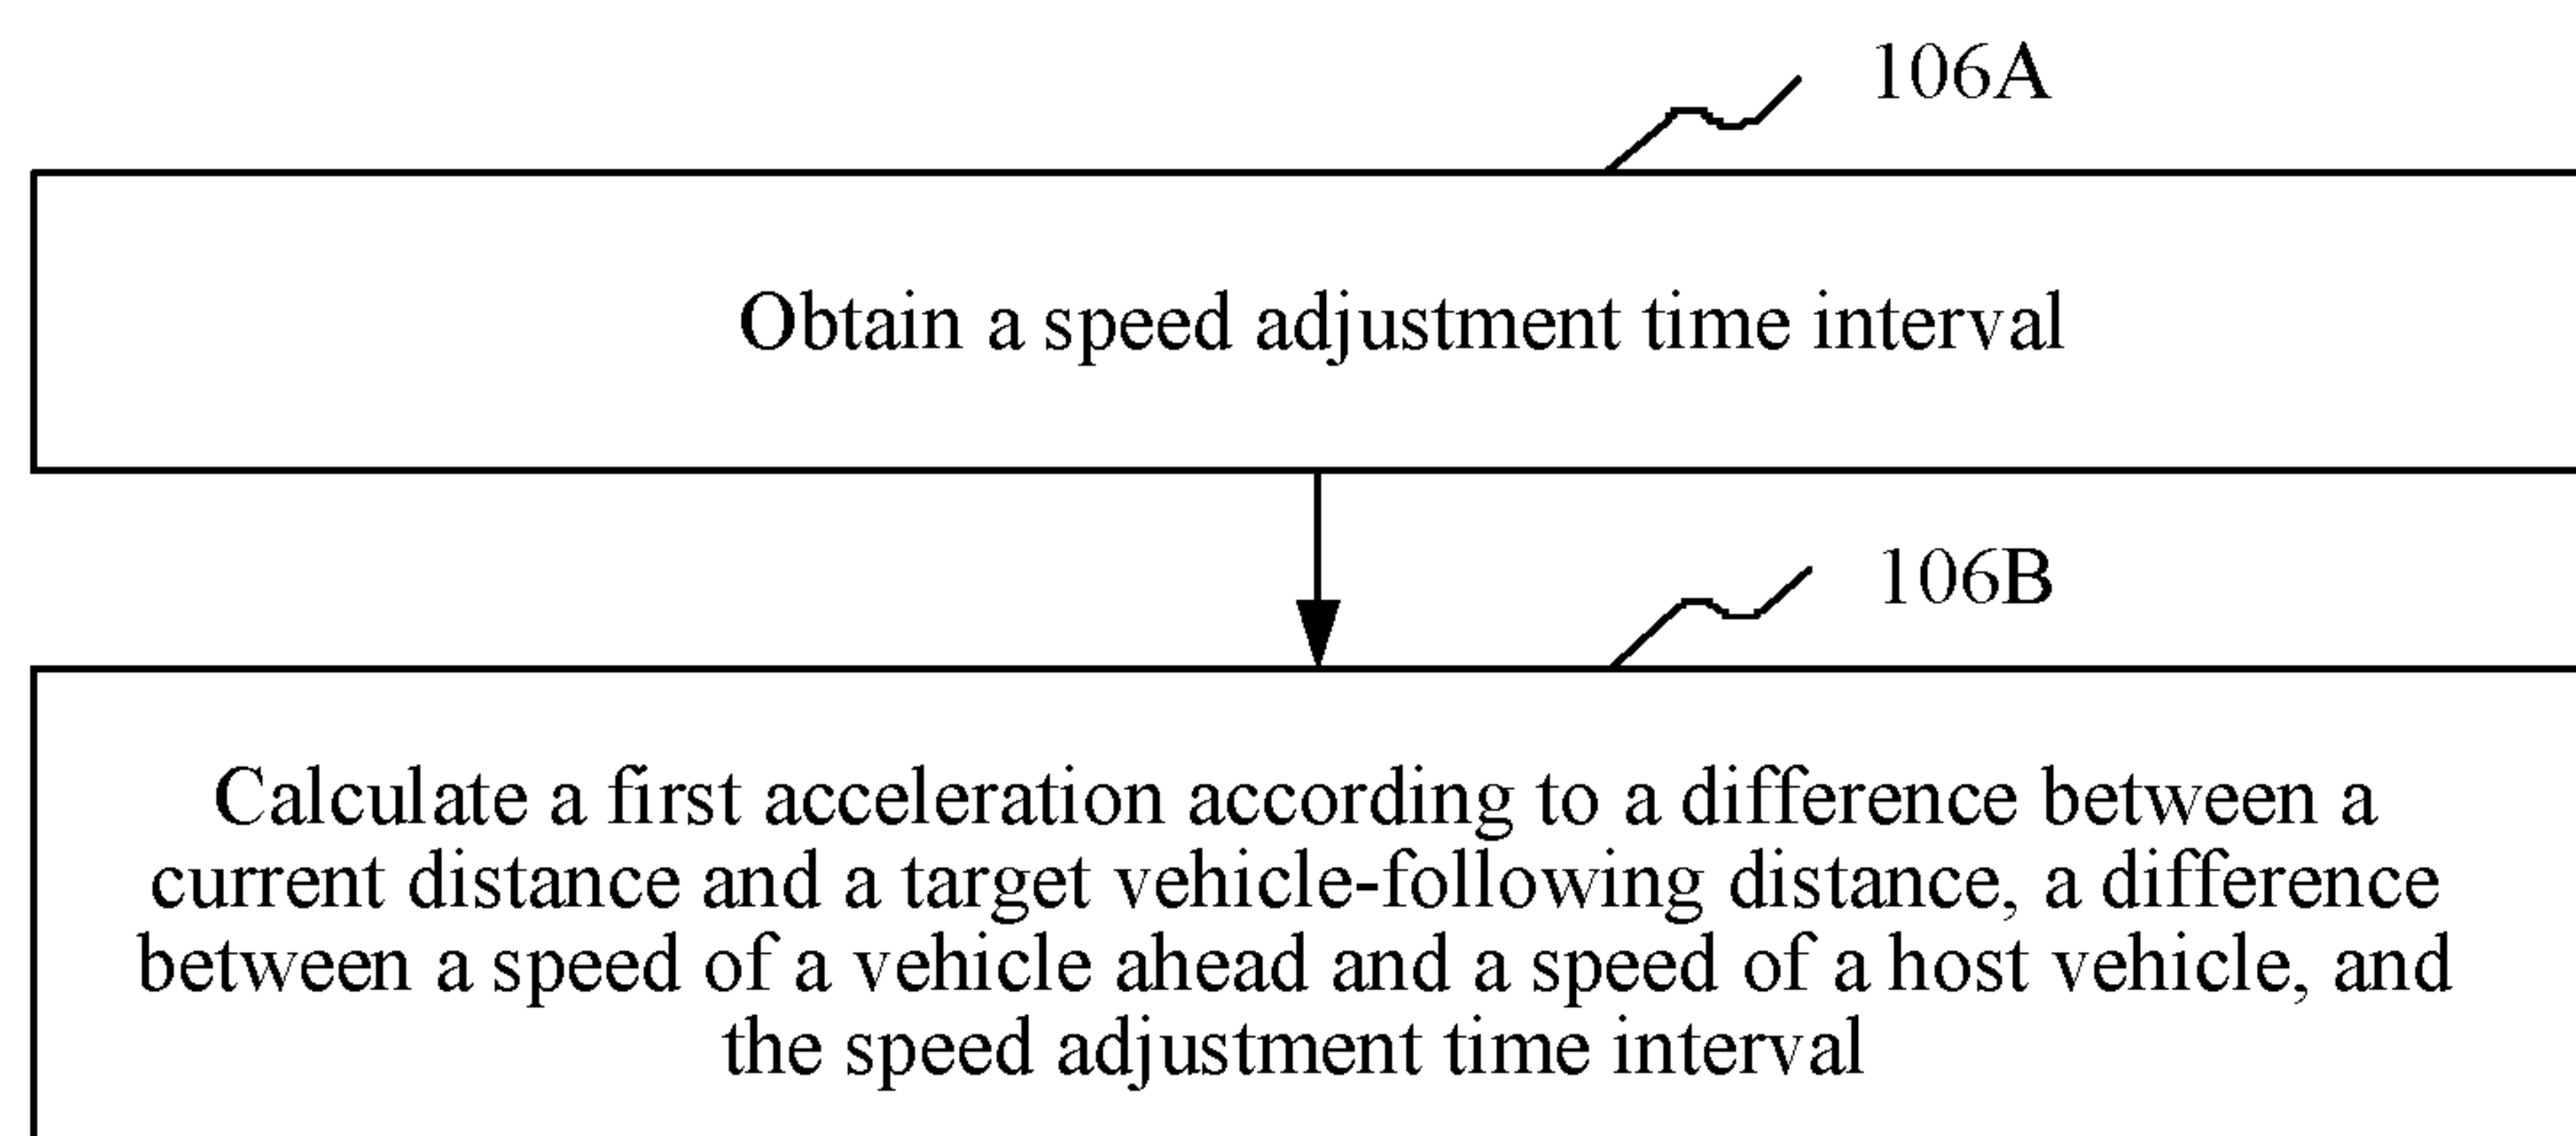 106A
Obtain a speed adjustment time interval
106B
Calculate a first acceleration according to a difference between a
current distance and a target vehicle-following distance, a difference
between a speed of a vehicle ahead and a speed of a host vehicle, and
the speed adjustment time interval